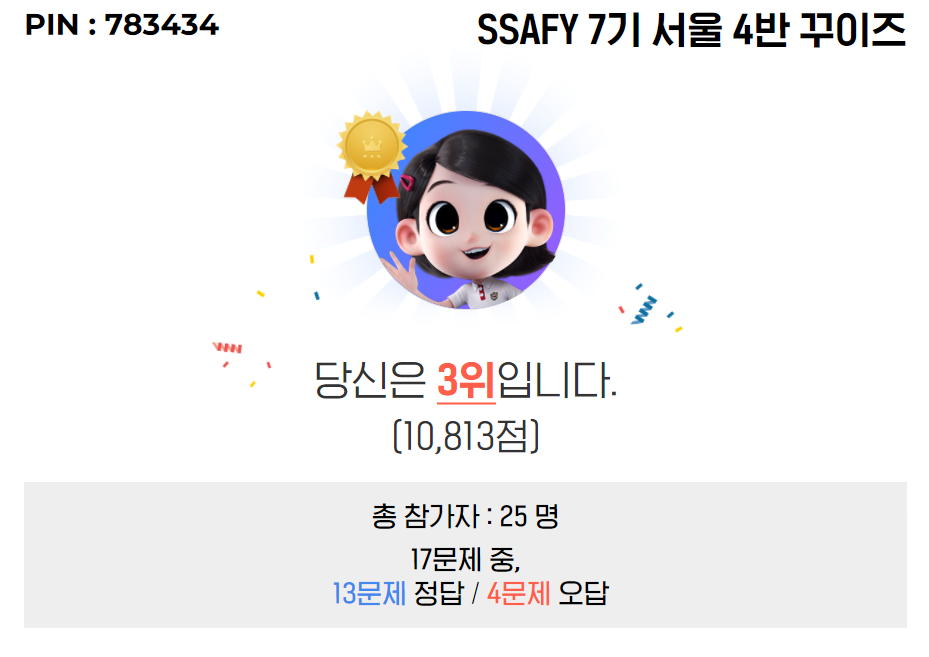 PIN : 783434
SSAFY 7기 서울 4반 꾸이즈
당신은 3위입니다.
(10,813점)
총 참가자 : 25 명
17문제 중,
13문제 정답 / 4문제 오답